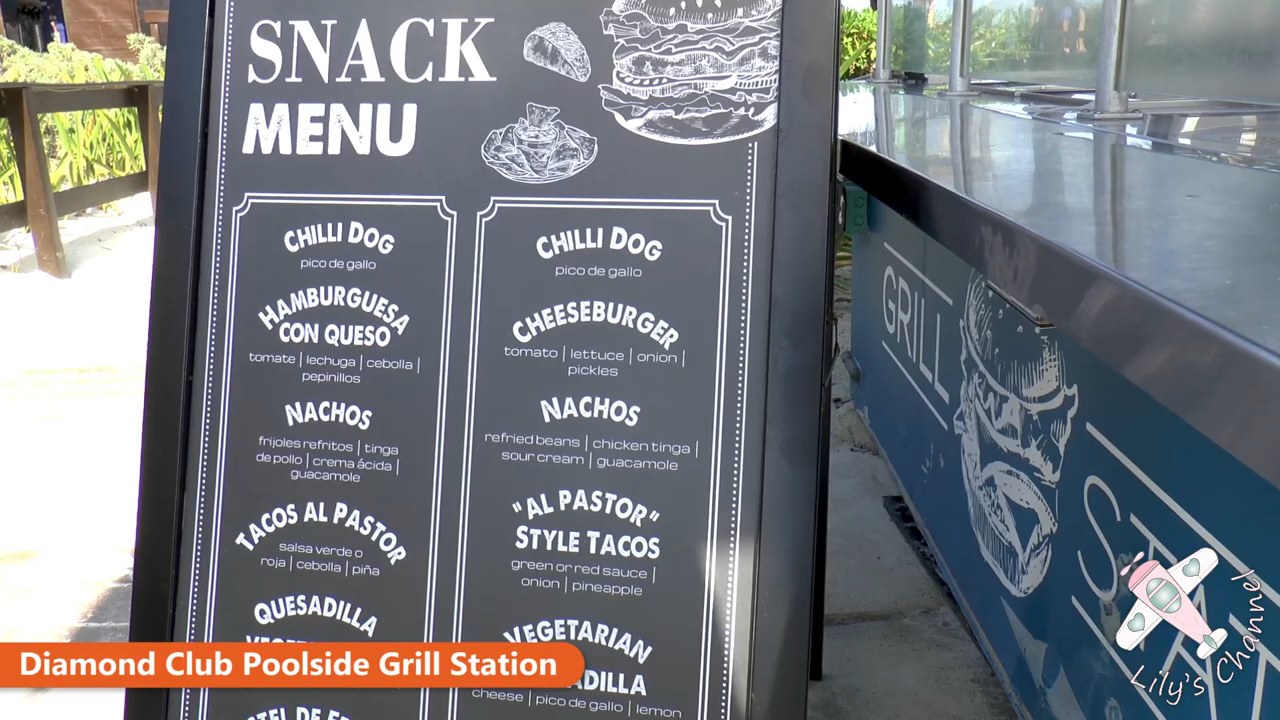 SNACK
MENU
CHILLI DOG
pico de gallo
HAMBURGUESA
CON QUESO
tomate | lechuga | cebolla |
pepinillos
NACHOS
frijoles refritos | tinga
de pollo | crema ácida |
guacamole
TACOS AL PASTOR
salsa verde o
roja | cebolla | piña
QUESADILLA
CHILLI DOG
pico de gallo
CHEESEBURGER
tomato | lettuce | onion |
pickles
NACHOS
refried beans | chicken tinga |
sour cream | guacamole
"AL PASTOR"
STYLE TACOS
green or red sauce |
onion | pineapple
VEGETARIAN
cheese | pico de gallo | lemon
GRILL
Diamond Club Poolside Grill Station
Lily's Channel